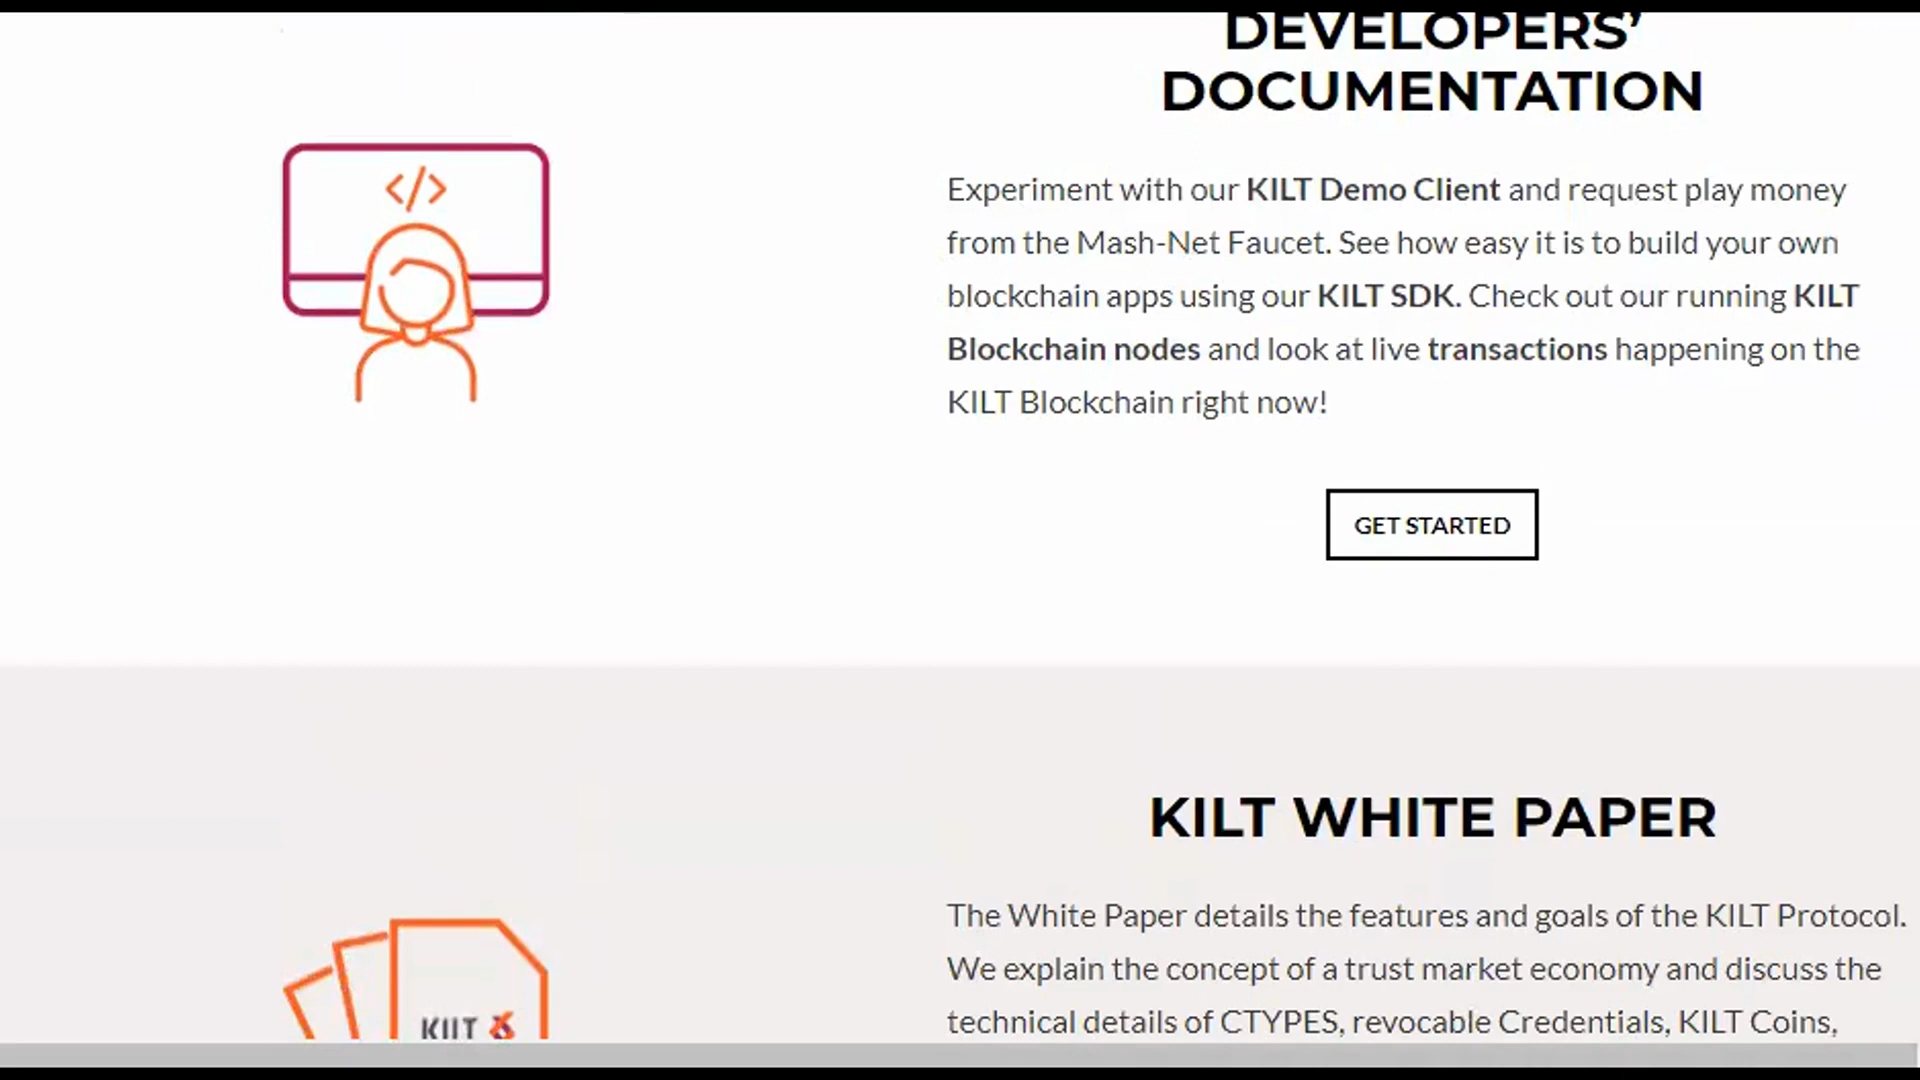 DEVELOPERS’
DOCUMENTATION
</>
Experiment with our KILT Demo Client and request play money
from the Mash-Net Faucet. See how easy it is to build your own
blockchain apps using our KILT SDK. Check out our running KILT
Blockchain nodes and look at live transactions happening on the
KILT Blockchain right now!
GET STARTED
KILT WHITE PAPER
The White Paper details the features and goals of the KILT Protocol.
We explain the concept of a trust market economy and discuss the
technical details of CTYPES, revocable Credentials, KILT Coins,
KILT